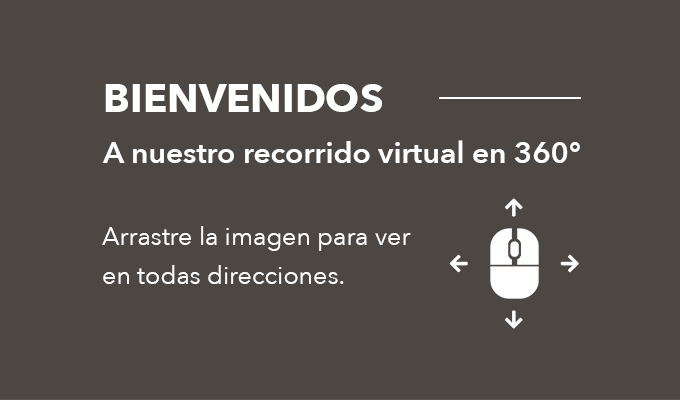 BIENVENIDOS
A nuestro recorrido virtual en 360°
Arrastre la imagen para ver
en todas direcciones.